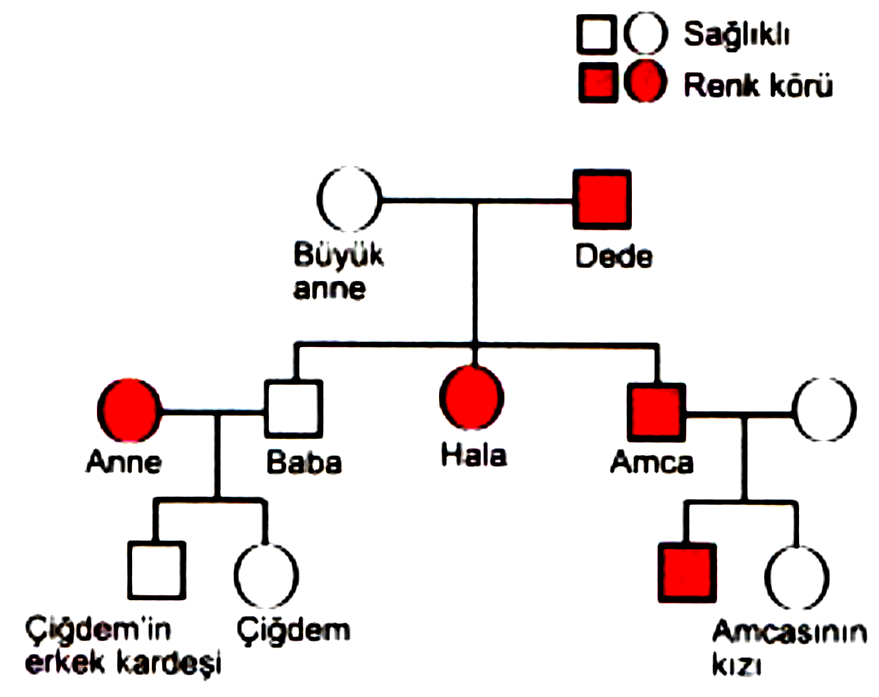 Sağlıklı
Renk körü
Büyük
anne
Dede
Anne
Baba
Hala
Amca
Çiğdem'in
erkek kardeşi
Çiğdem
Amcasının
kızı